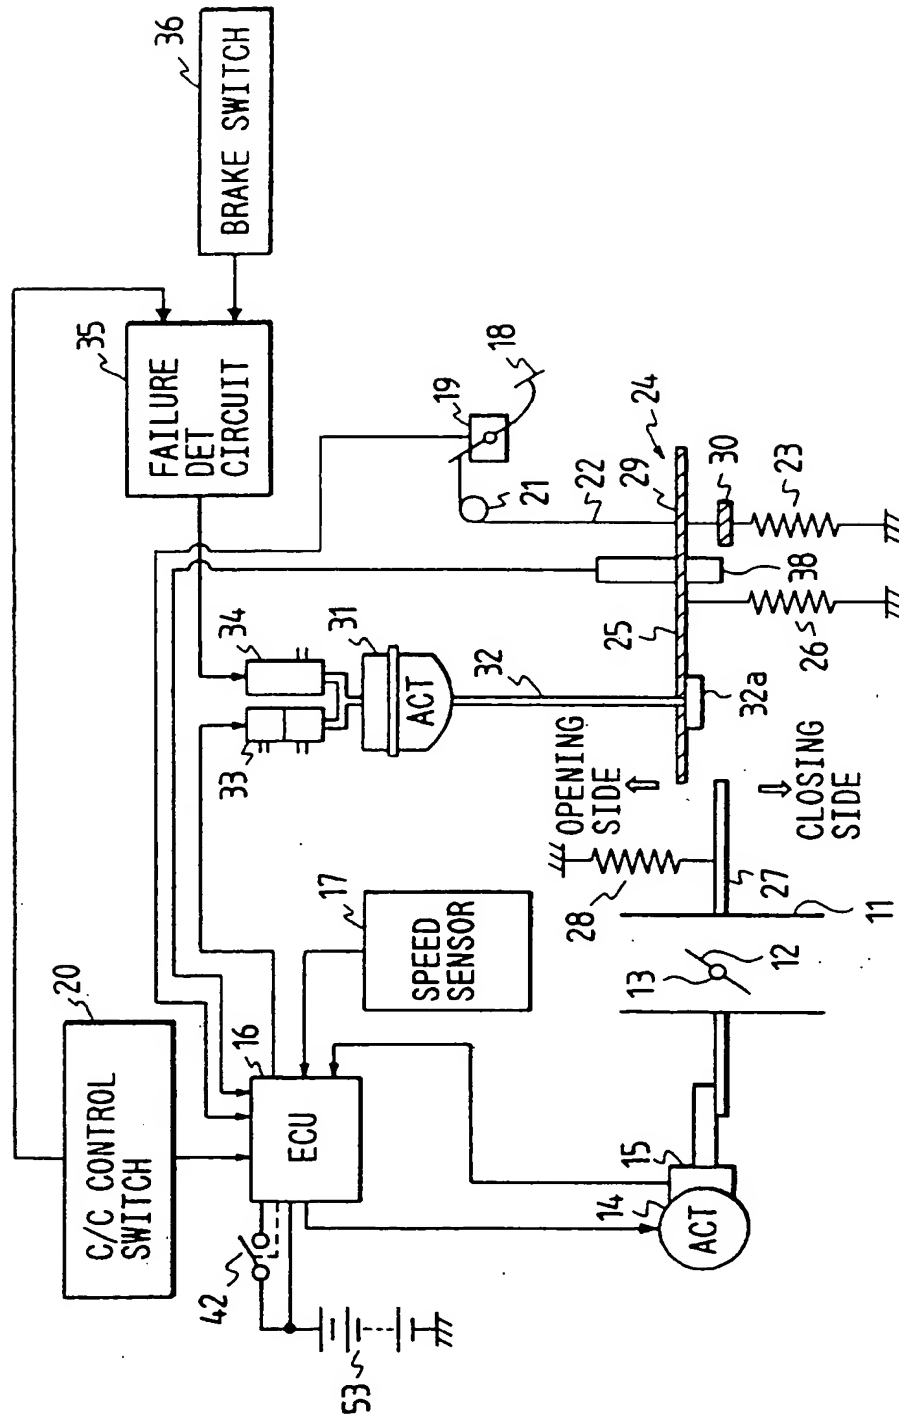 20
C/C CONTROL
SWITCH
36
BRAKE SWITCH
35
FAILURE
DET
CIRCUIT
42
53
16
ECU
17
SPEED
SENSOR
33
34
31
ACT
32
19
18
21
22
24
29
30
23
25
38
26
32a
OPENING
SIDE
CLOSING
SIDE
28
27
11
13
12
14
15
ACT